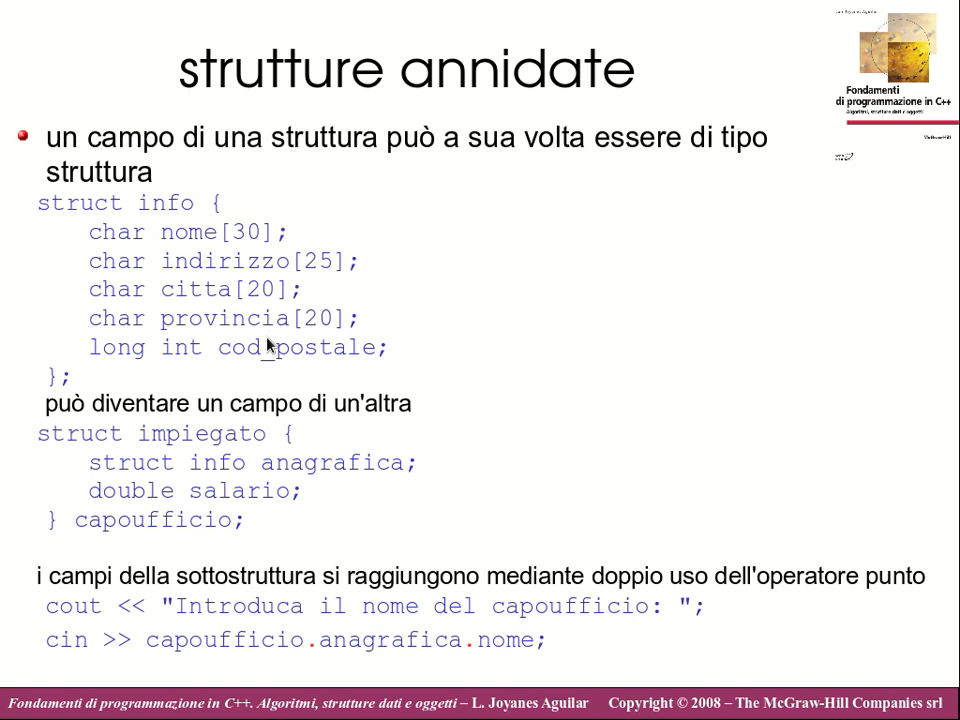 strutture annidate
Fondamenti
di programmazione in C++
Algoritmi, strutture dati e oggetti
un campo di una struttura può a sua volta essere di tipo
struttura
struct info {
char nome[30];
char indirizzo[25];
char citta[20];
char provincia[20];
long int cod_postale;
};
può diventare un campo di un'altra
struct impiegato {
struct info anagrafica;
double salario;
} capoufficio;
i campi della sottostruttura si raggiungono mediante doppio uso dell'operatore punto
cout << "Introduca il nome del capoufficio: ";
cin >> capoufficio.anagrafica.nome;
Fondamenti di programmazione in C++. Algoritmi, strutture dati e oggetti – L. Joyanes Aguilar Copyright © 2008 – The McGraw-Hill Companies srl